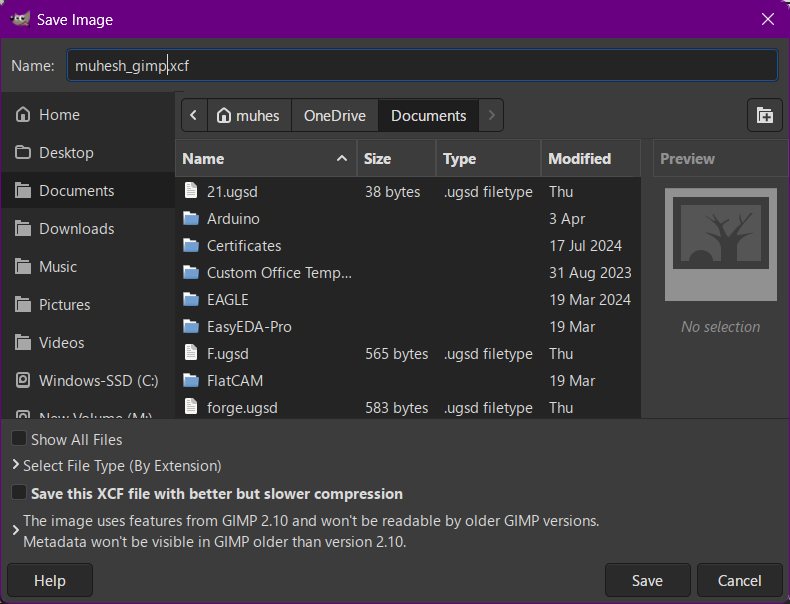 Save Image
Name: muhesh_gimp.xcf
Home
Desktop
Documents
Downloads
Music
Pictures
Videos
Windows-SSD (C:)
New Volume (M:)
muhes OneDrive Documents
Name Size Type Modified
21.ugsd 38 bytes .ugsd filetype Thu
Arduino 3 Apr
Certificates 17 Jul 2024
Custom Office Temp... 31 Aug 2023
EAGLE 19 Mar 2024
EasyEDA-Pro 19 Mar
F.ugsd 565 bytes .ugsd filetype Thu
FlatCAM 19 Mar
forge.ugsd 583 bytes .ugsd filetype Thu
Preview
No selection
Show All Files
Select File Type (By Extension)
Save this XCF file with better but slower compression
The image uses features from GIMP 2.10 and won't be readable by older GIMP versions.
Metadata won't be visible in GIMP older than version 2.10.
Help Save Cancel